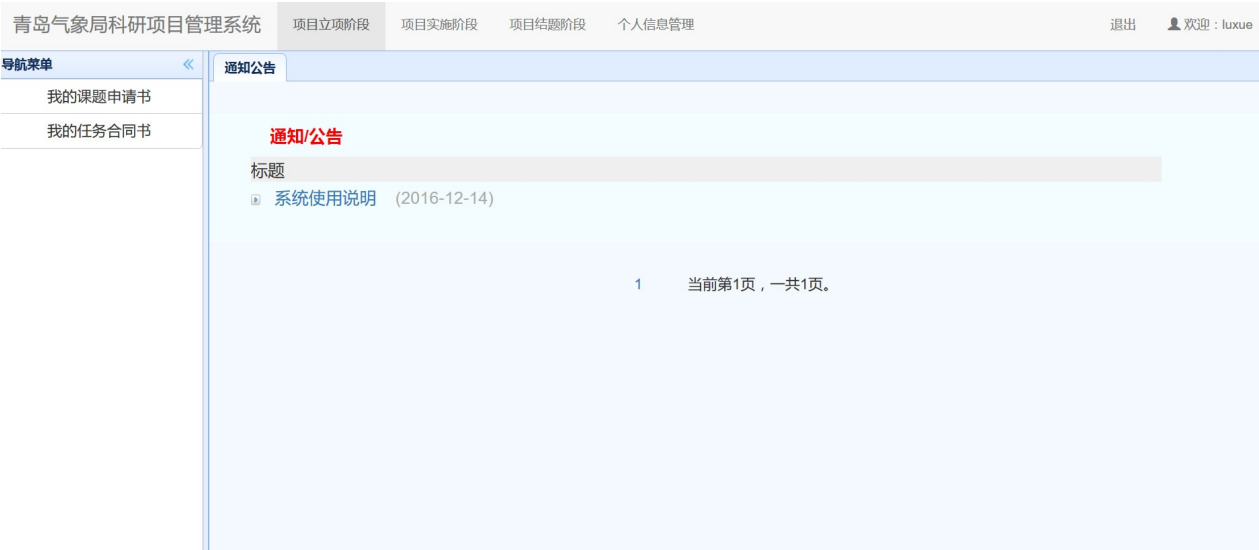 青岛气象局科研项目管理系统 项目立项阶段 项目实施阶段 项目结题阶段 个人信息管理 退出 欢迎：luxue
导航菜单
我的课题申请书
我的任务合同书
通知公告
通知/公告
标题
系统使用说明 (2016-12-14)
1 当前第1页，一共1页。